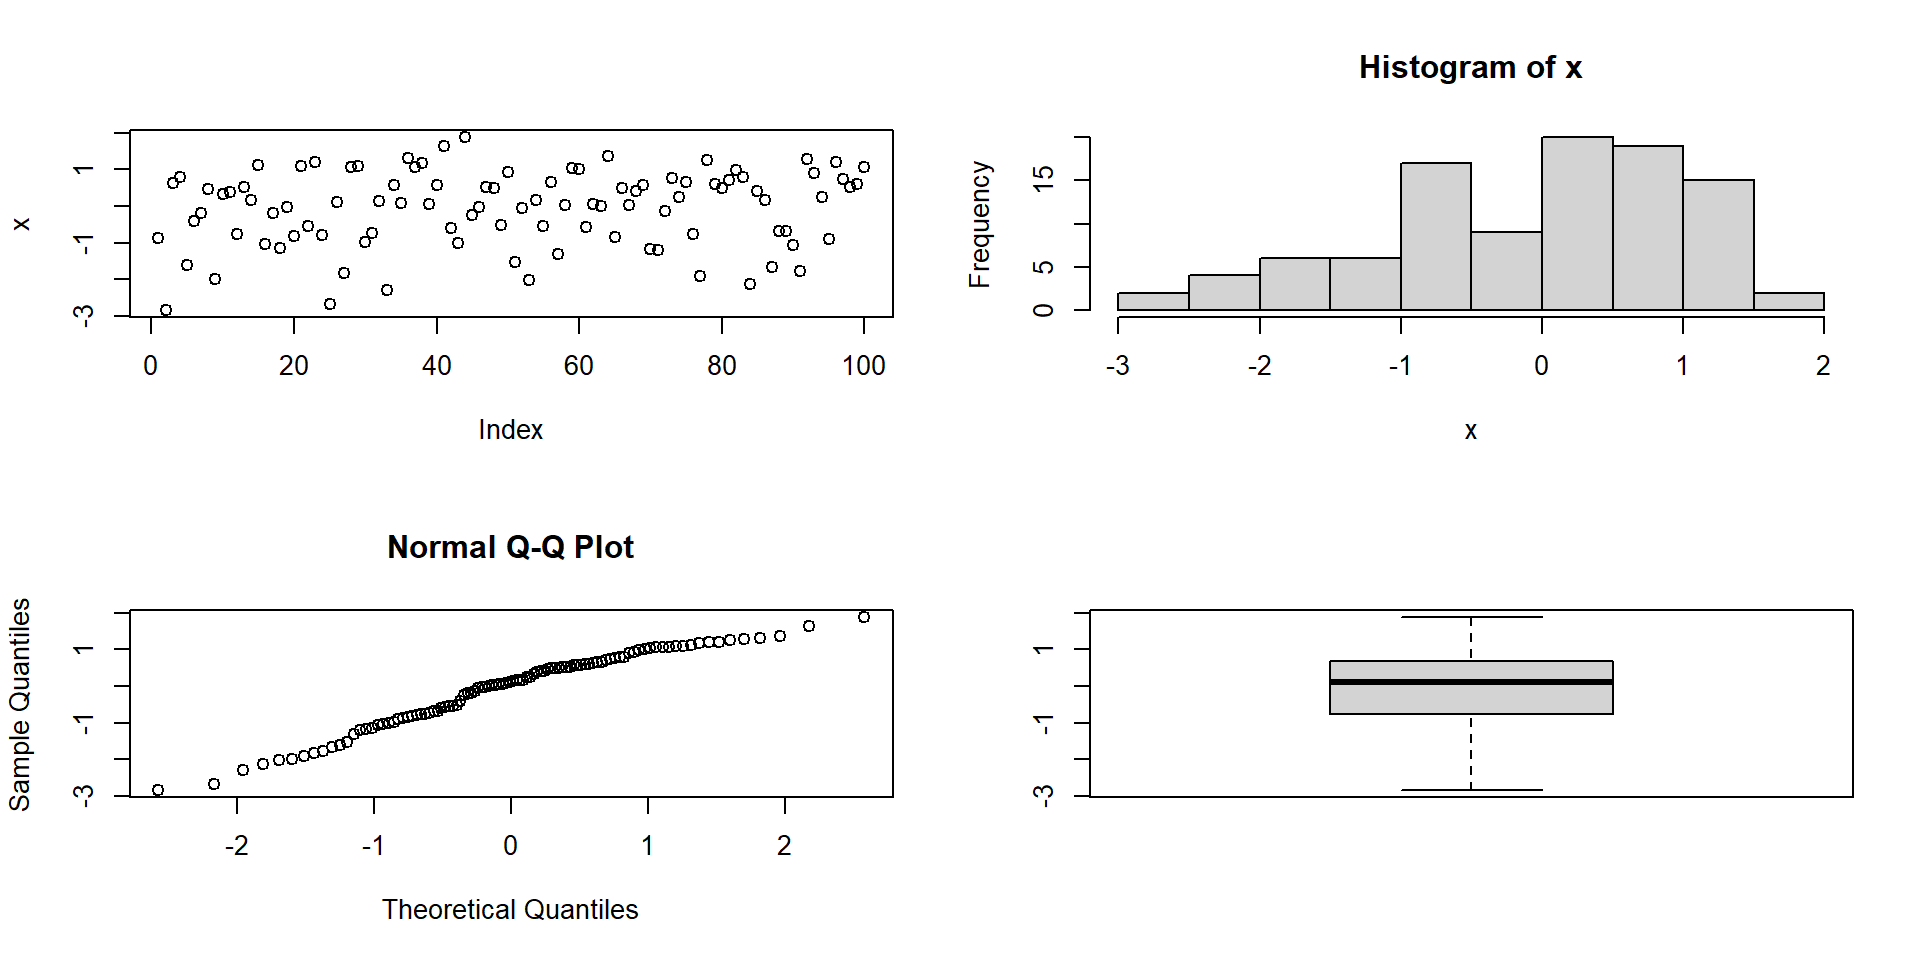 x
1
-1
-3
0 20 40 60 80 100
Index
Histogram of x
Frequency
15
5
0
-3 -2 -1 0 1 2
x
Normal Q-Q Plot
Sample Quantiles
1
-1
-3
-2 -1 0 1 2
Theoretical Quantiles
1
-1
-3